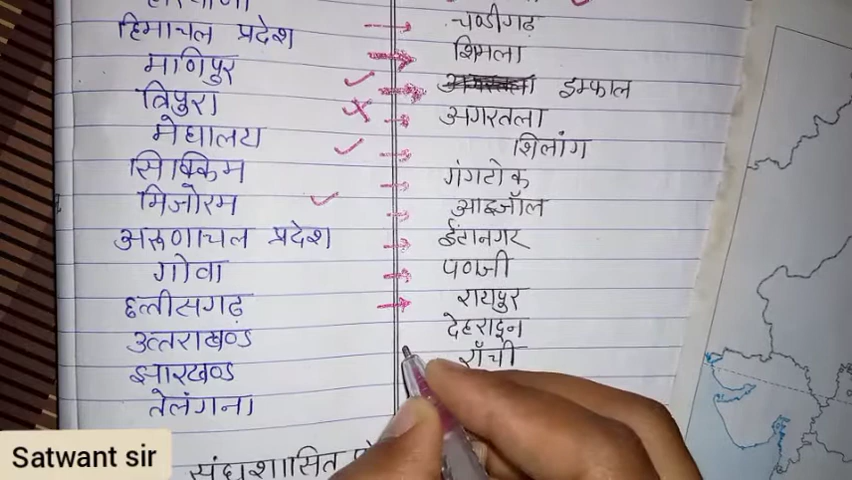 हरियाणा चण्डीगढ़
हिमाचल प्रदेश शिमला
मणिपुर इम्फाल
त्रिपुरा अगरतला
मेघालय शिलांग
सिक्किम गंगटोक
मिजोरम आइजॉल
अरूणाचल प्रदेश ईटानगर
गोवा पणजी
छत्तीसगढ़ रायपुर
उत्तराखण्ड देहरादून
झारखण्ड राँची
तेलंगना
संघशासित
Satwant sir